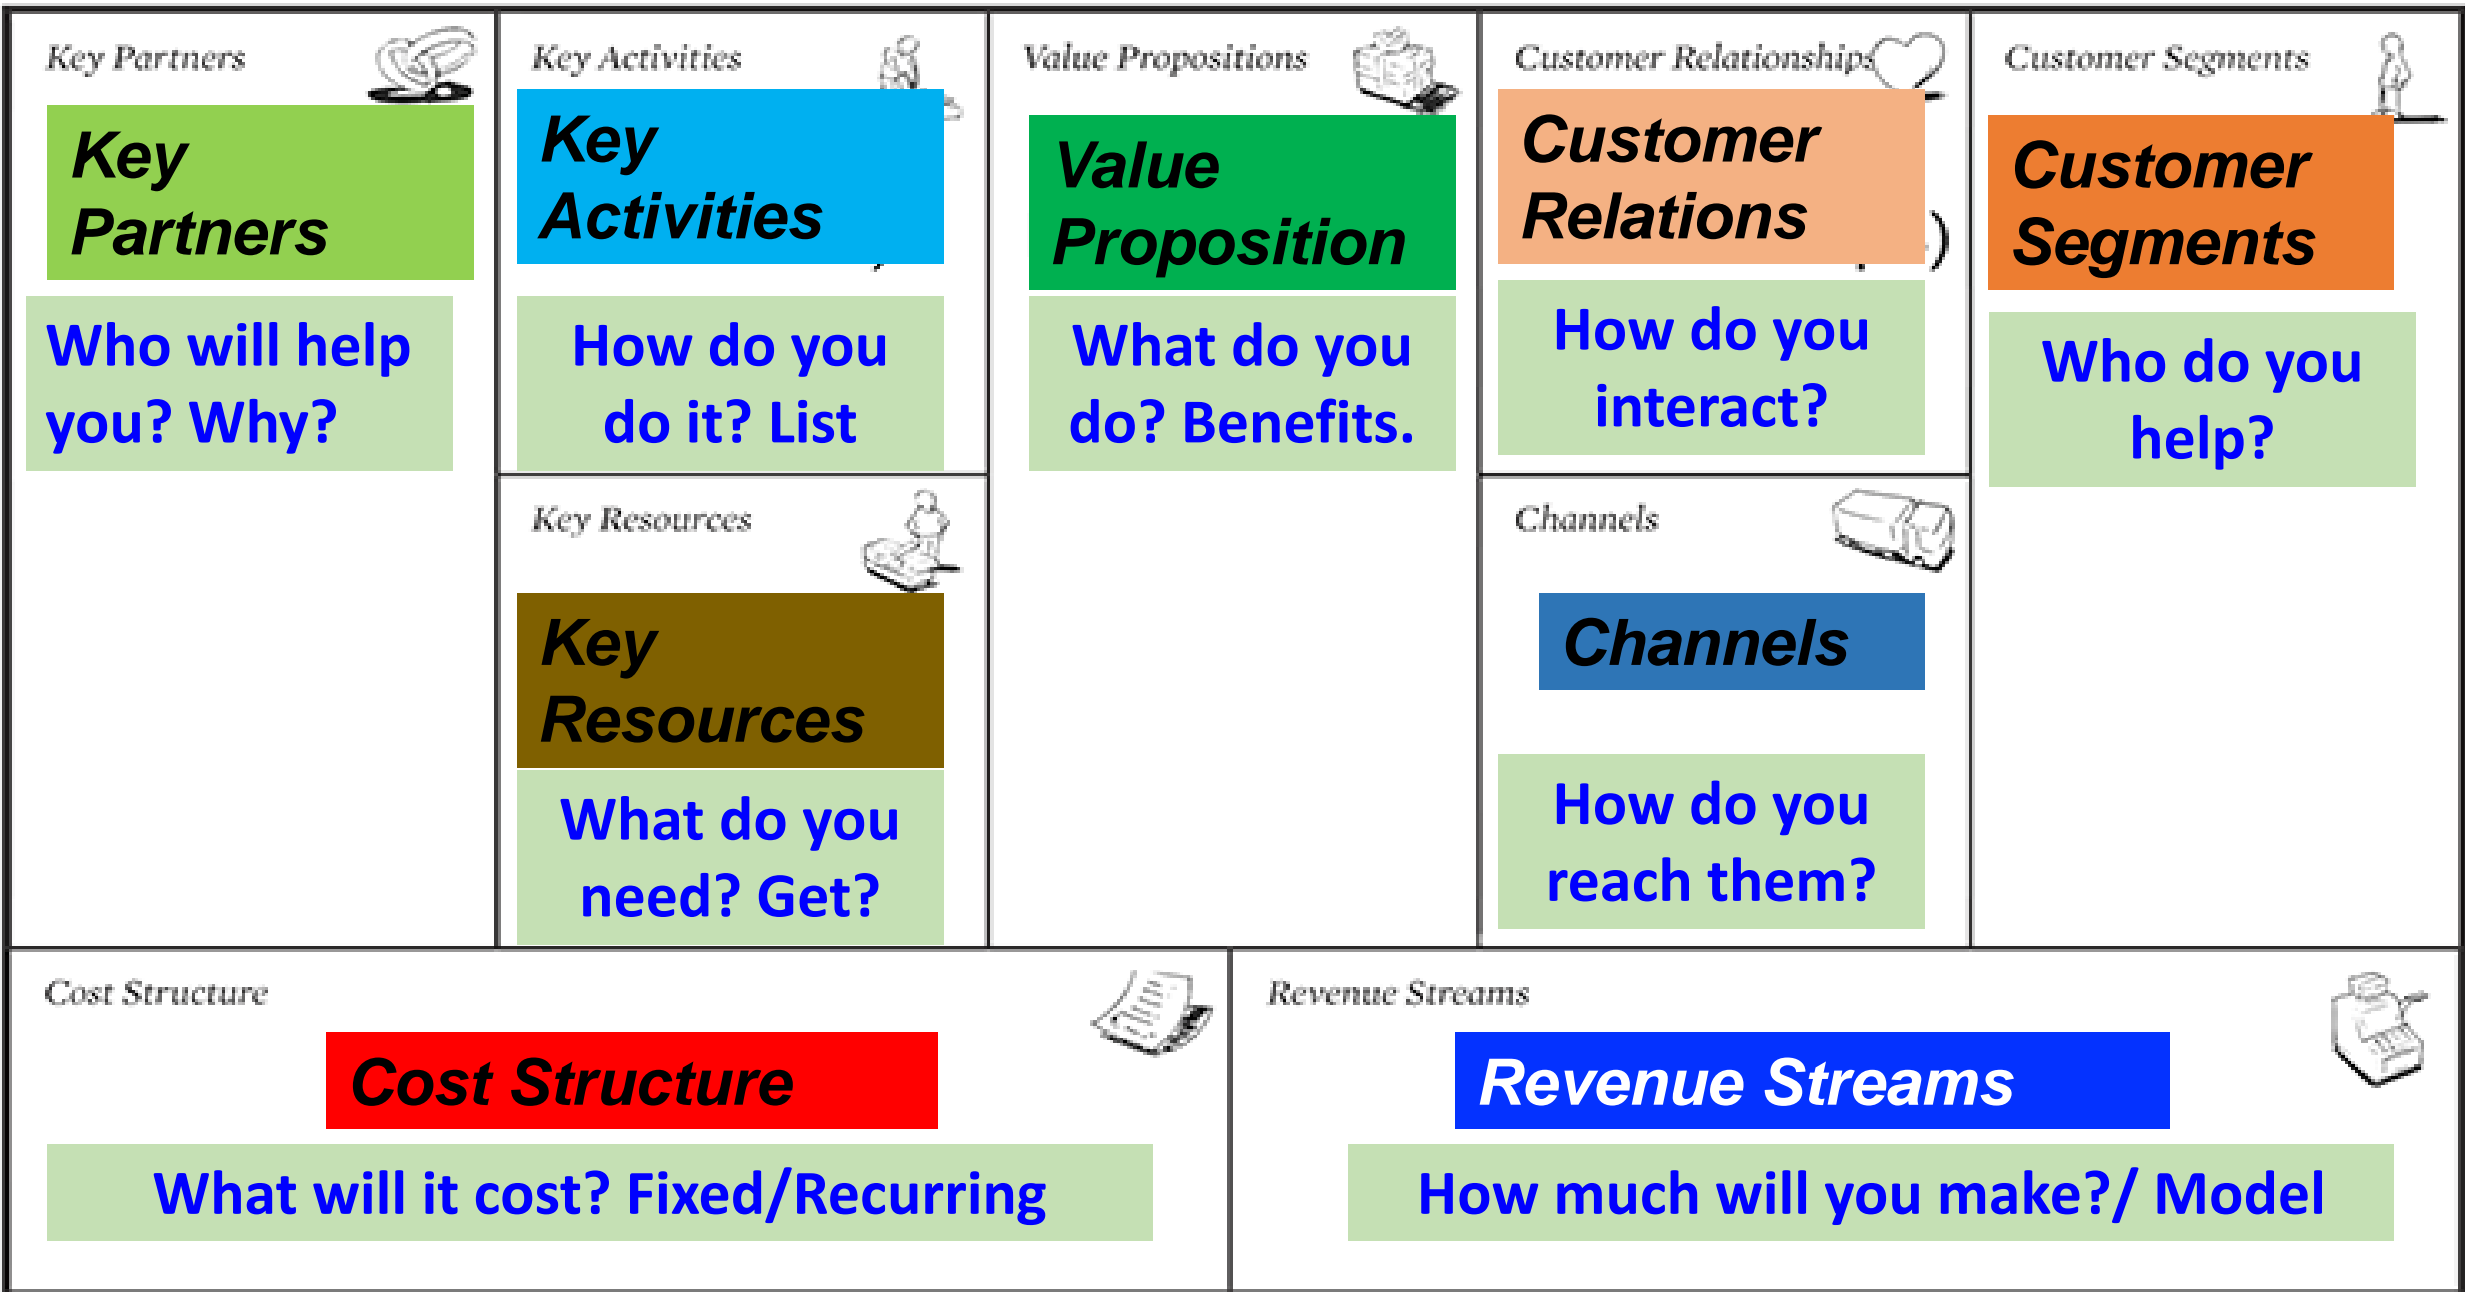 Key Partners
Key
Partners
Who will help
you? Why?
Key Activities
Key
Activities
How do you
do it? List
Key Resources
Key
Resources
What do you
need? Get?
Value Propositions
Value
Proposition
What do you
do? Benefits.
Customer Relationships
Customer
Relations
)
How do you
interact?
Channels
Channels
How do you
reach them?
Customer Segments
Customer
Segments
Who do you
help?
Cost Structure
Cost Structure
What will it cost? Fixed/Recurring
Revenue Streams
Revenue Streams
How much will you make?/ Model